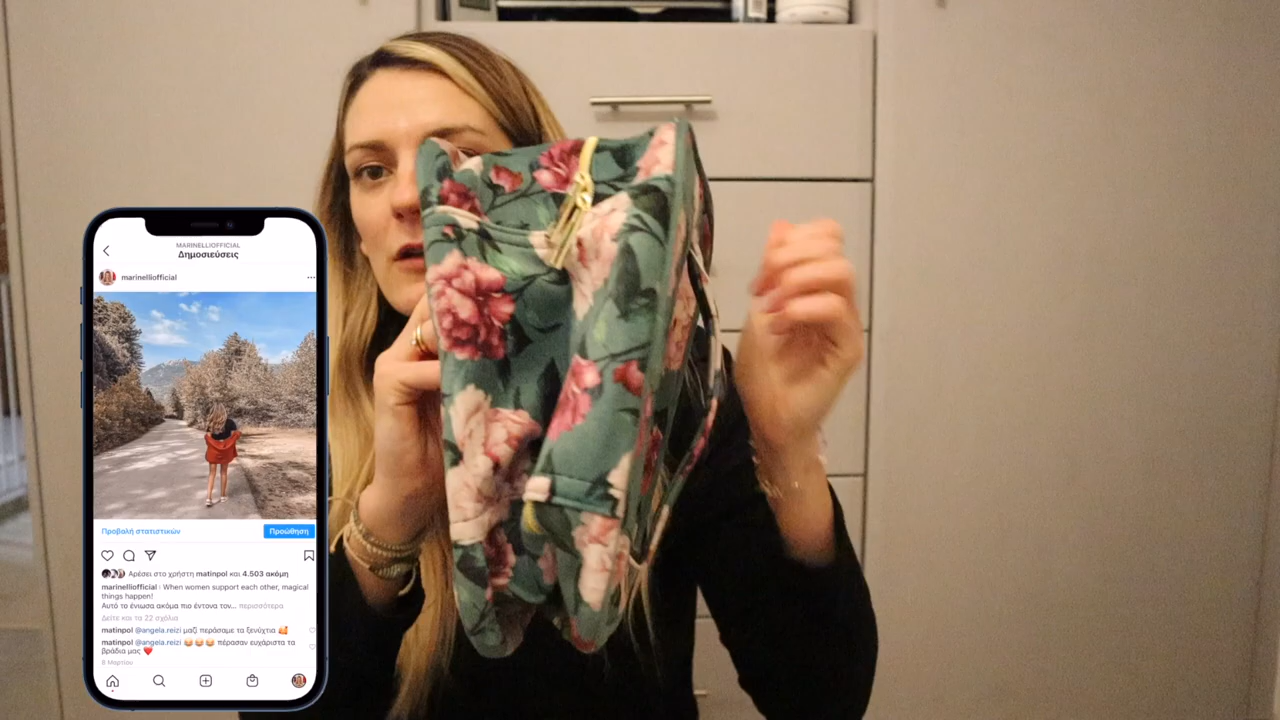 MARINELLIOFFICIAL
Δημοσιεύσεις
marinelliofficial
Προβολή στατιστικών
Προώθηση
Αρέσει στο χρήστη matinpol και 4.503 ακόμη
marinelliofficial When women support each other, magical
things happen!
Αυτό το ένιωσα ακόμα πιο έντονα τον... περισσότερα
Δείτε και τα 22 σχόλια
matinpol @angela.reizi μαζί περάσαμε τα ξενύχτια 🥰
matinpol @angela.reizi 😂😂😂 πέρασαν ευχάριστα τα
βράδια μας ❤️
8 Μαρτίου